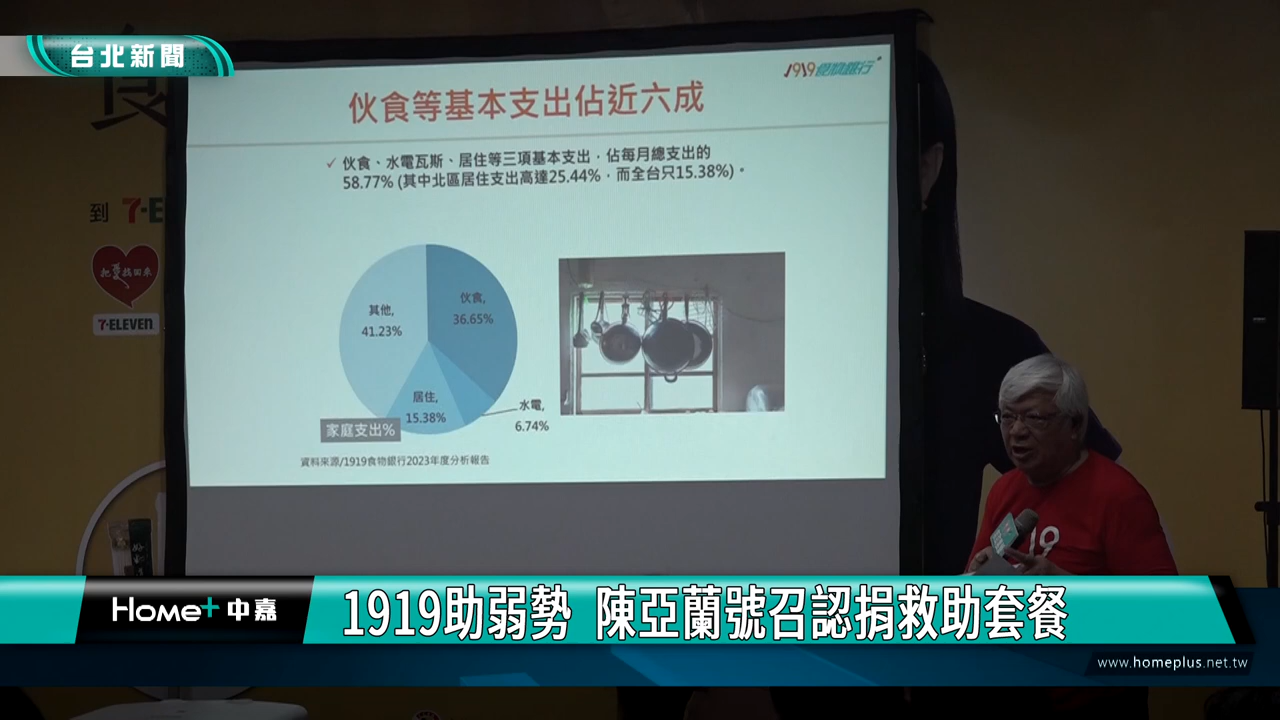 台北新聞
1919食物銀行
伙食等基本支出佔近六成
✓ 伙食、水電瓦斯、居住等三項基本支出，佔每月總支出的
58.77% (其中北區居住支出高達25.44%，而全台只15.38%)。
食
到 7-E
把愛找回來
7-ELEVEN
其他,
41.23%
伙食,
36.65%
居住,
15.38%
水電,
6.74%
家庭支出%
資料來源/1919食物銀行2023年度分析報告
19
Home+中嘉
1919助弱勢 陳亞蘭號召認捐救助套餐
www.homeplus.net.tw